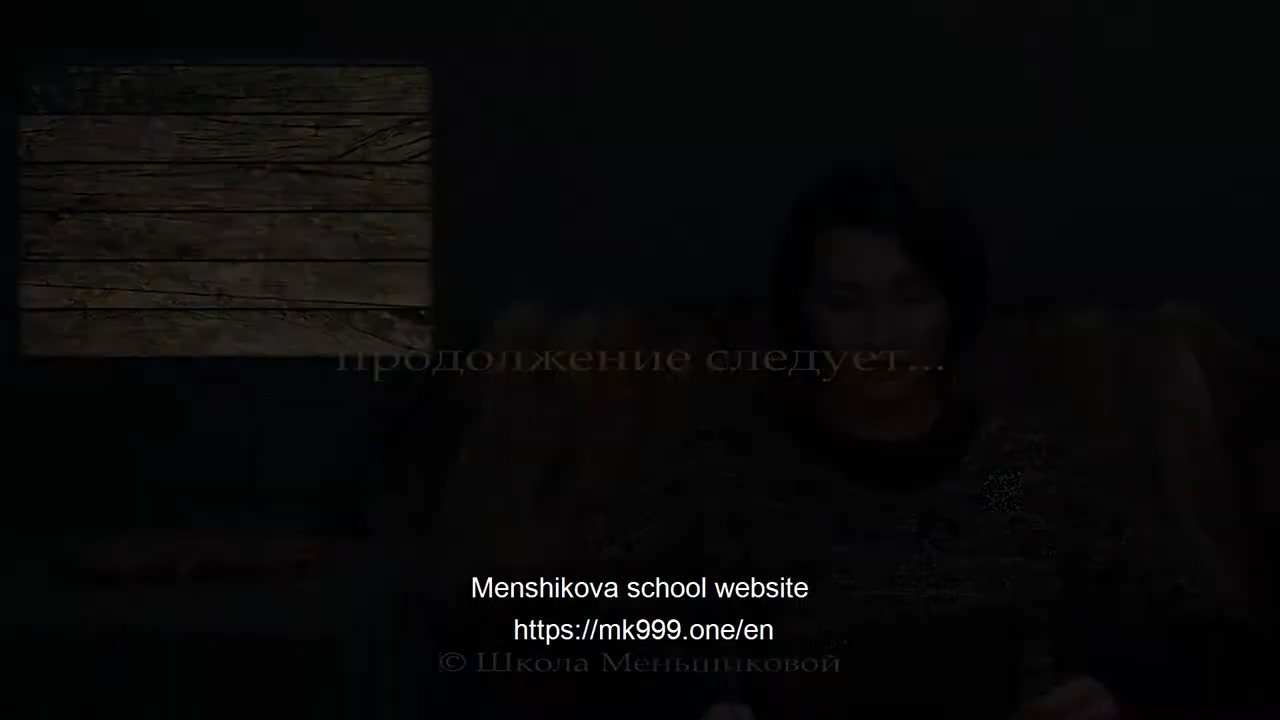 продолжение следует...
Menshikova school website
https://mk999.one/en
© Школа Меньшиковой